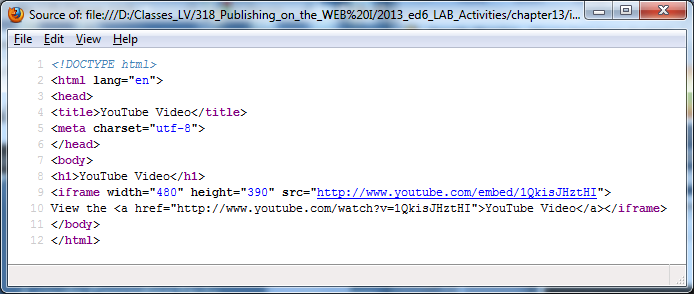 Source of: file:///D:/Classes_LV/318_Publishing_on_the_WEB%20I/2013_ed6_LAB_Activities/chapter13/i...
File Edit View Help
1 <!DOCTYPE html>
2 <html lang="en">
3 <head>
4 <title>YouTube Video</title>
5 <meta charset="utf-8">
6 </head>
7 <body>
8 <h1>YouTube Video</h1>
9 <iframe width="480" height="390" src="http://www.youtube.com/embed/1QkisJHztHI">
10 View the <a href="http://www.youtube.com/watch?v=1QkisJHztHI">YouTube Video</a></iframe>
11 </body>
12 </html>